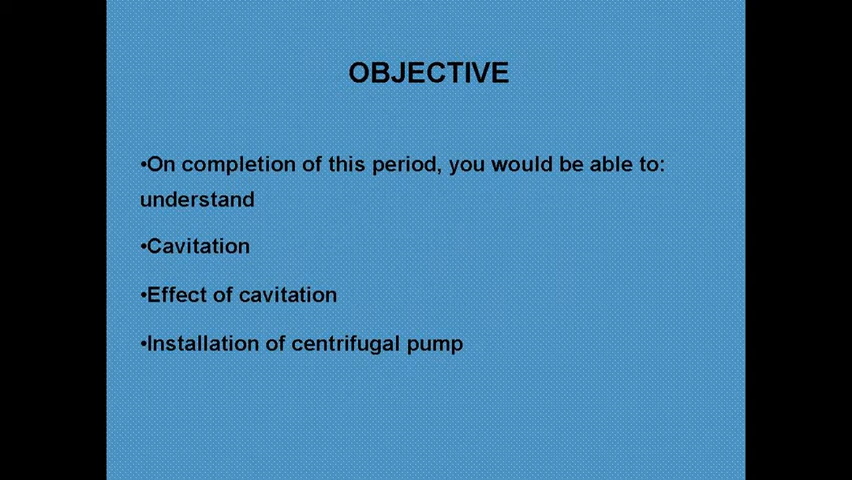 OBJECTIVE
•On completion of this period, you would be able to:
understand
•Cavitation
•Effect of cavitation
•Installation of centrifugal pump